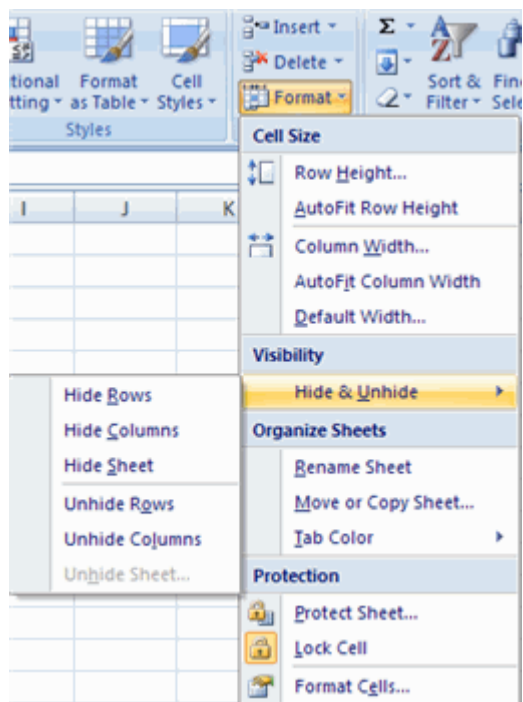 Insert
Delete
Format
Σ
A
Z
Sort &
Filter
tional
tting
Format
as Table
Cell
Styles
Styles
I J K
Cell Size
Row Height...
AutoFit Row Height
Column Width...
AutoFit Column Width
Default Width...
Visibility
Hide & Unhide
Hide Rows
Hide Columns
Hide Sheet
Unhide Rows
Unhide Columns
Unhide Sheet...
Organize Sheets
Rename Sheet
Move or Copy Sheet...
Tab Color
Protection
Protect Sheet...
Lock Cell
Format Cells...